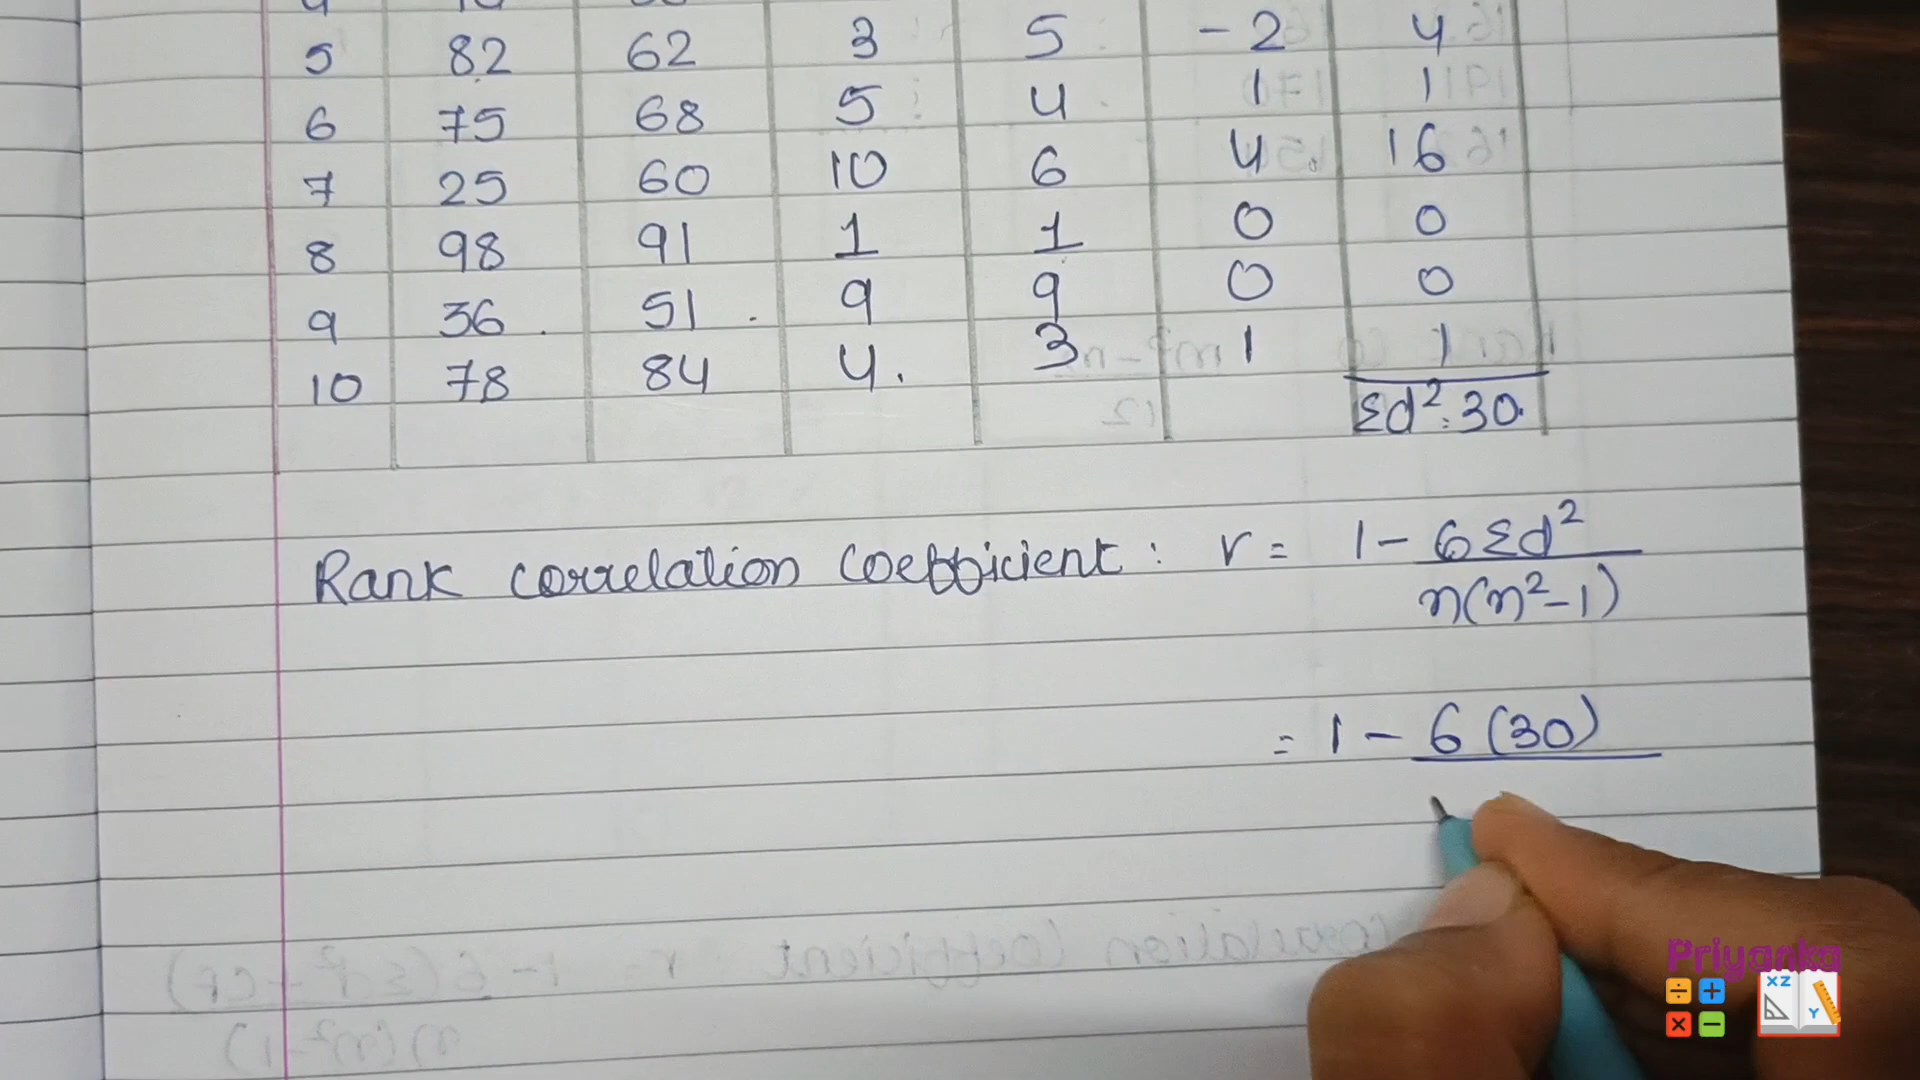 5 82 62 3 5 -2 4
6 75 68 5 4 1 1
7 25 60 10 6 4 16
8 98 91 1 1 0 0
9 36 51 9 9 0 0
10 78 84 4 3 1 1
Σd² = 30
Rank correlation coefficient : r = 1 - 6Σd²
n(n²-1)
= 1 - 6 (30)
Priyanka
XZ
Y